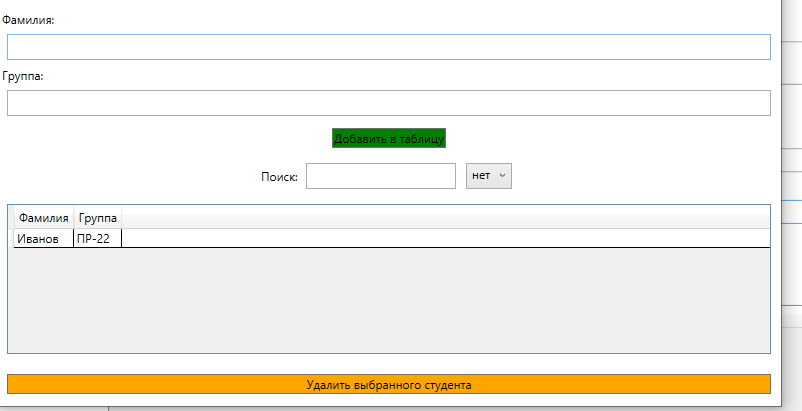 Фамилия:
Группа:
Добавить в таблицу
Поиск: нет
Фамилия Группа
Иванов ПР-22
Удалить выбранного студента